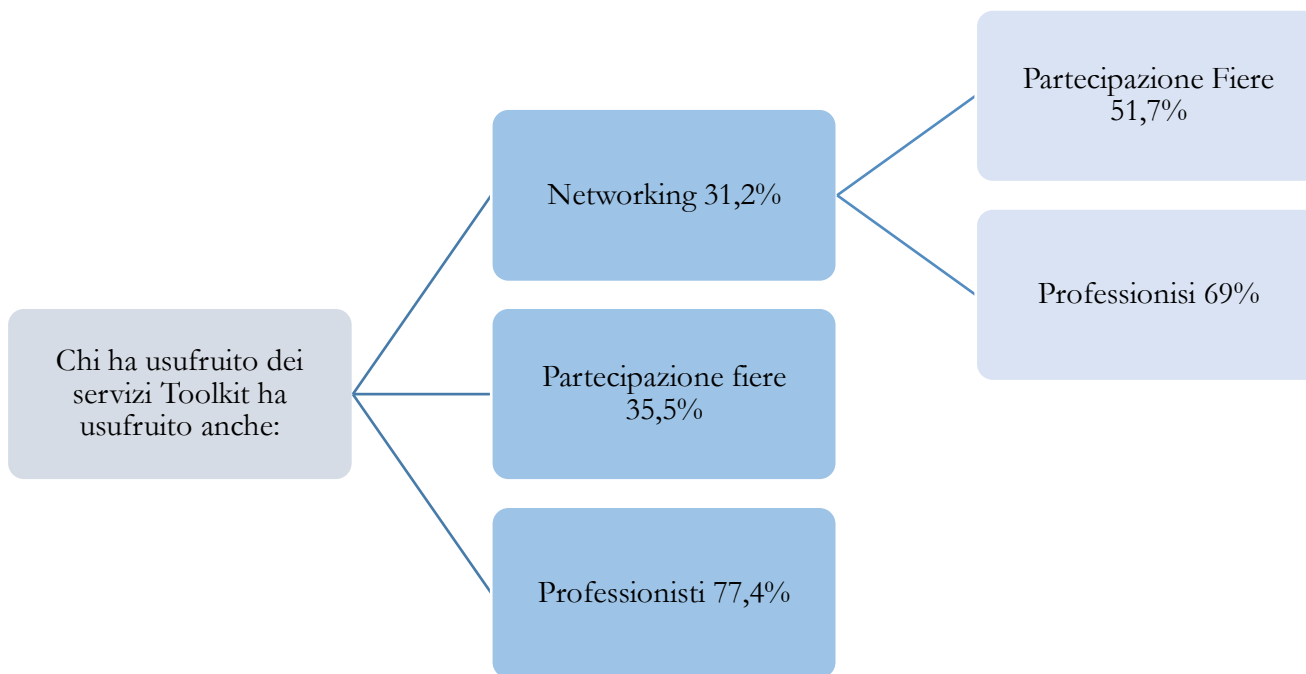 Chi ha usufruito dei
servizi Toolkit ha
usufruito anche:
Networking 31,2%
Partecipazione Fiere
51,7%
Professionisi 69%
Partecipazione fiere
35,5%
Professionisti 77,4%